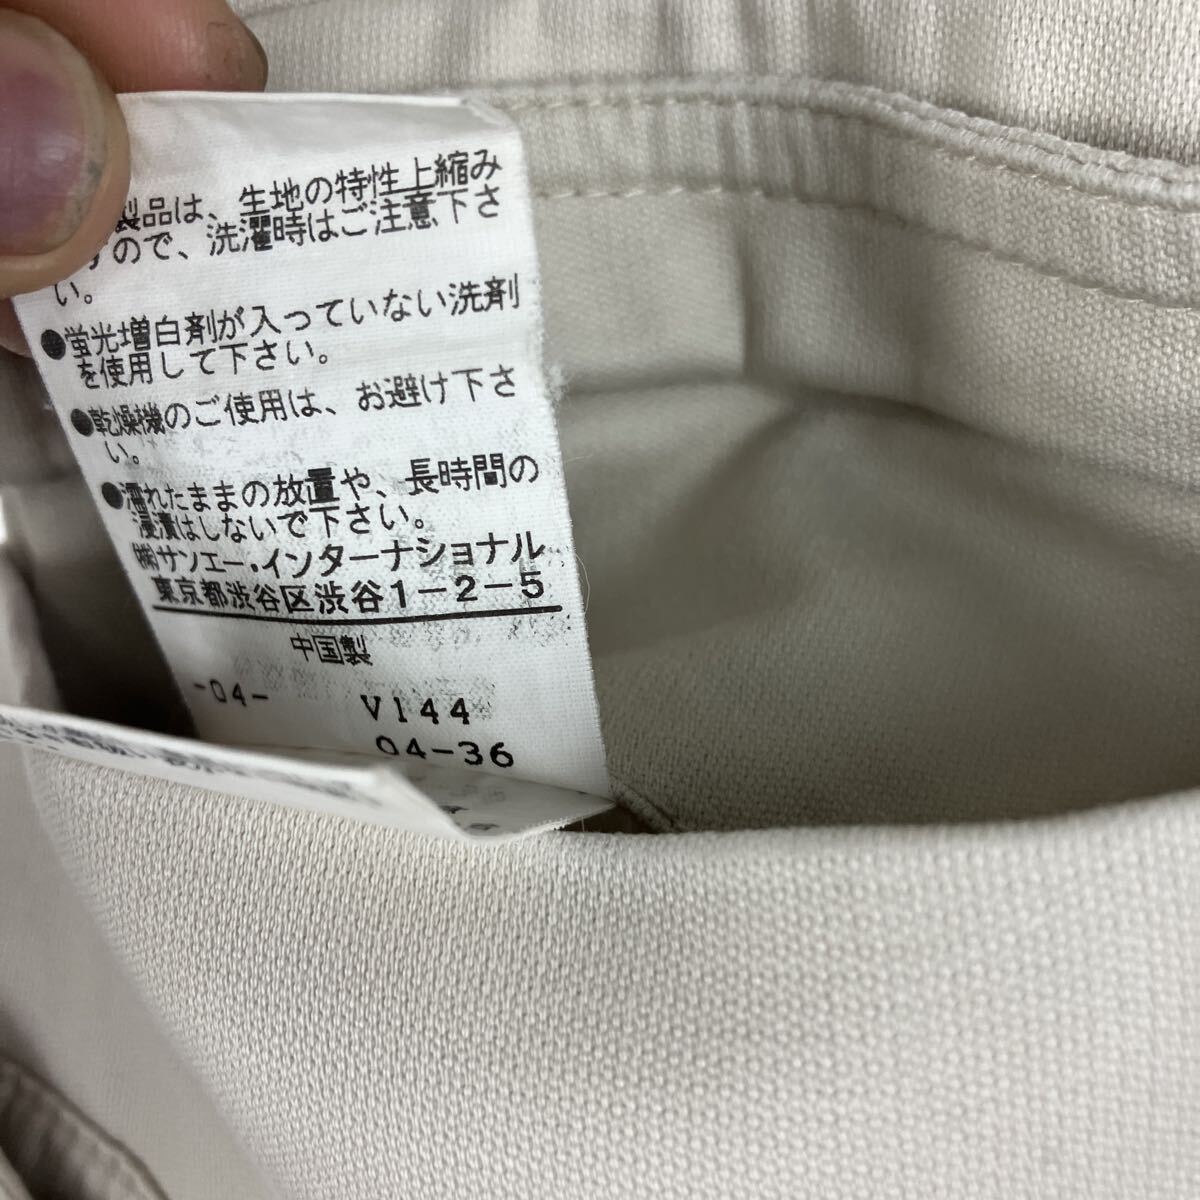 製品は、生地の特性上縮み
ので、洗濯時はご注意下さ
い。
●蛍光増白剤が入っていない洗剤
を使用して下さい。
●乾燥機のご使用は、お避け下さ
い。
●濡れたままの放置や、長時間の
浸漬はしないで下さい。
㈱サンエー・インターナショナル
東京都渋谷区渋谷1-2-5
中国製
-04- V144
04-36